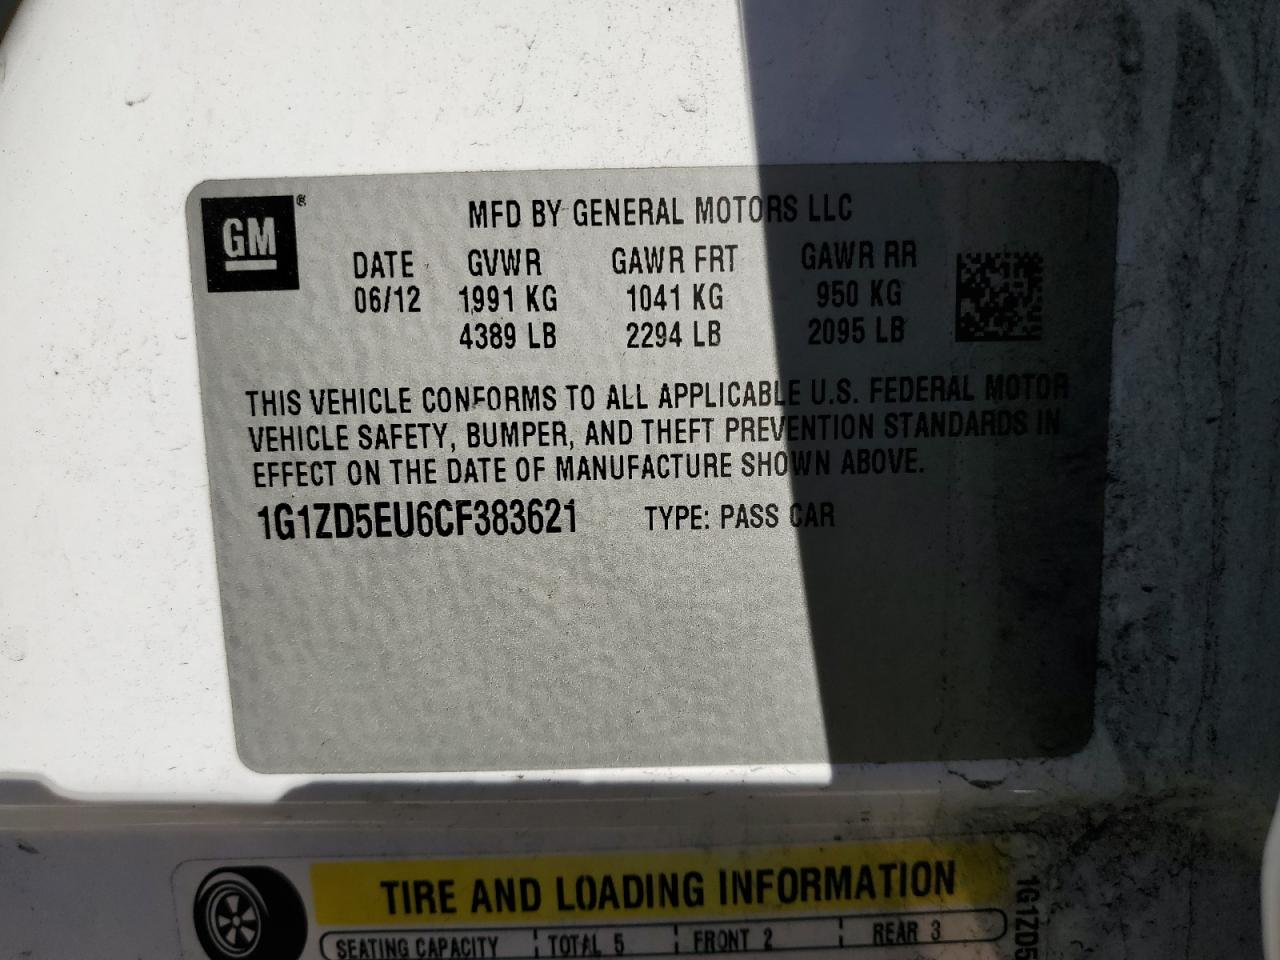 GM®
MFD BY GENERAL MOTORS LLC
DATE GVWR GAWR FRT GAWR RR
06/12 1991 KG 1041 KG 950 KG
4389 LB 2294 LB 2095 LB
THIS VEHICLE CONFORMS TO ALL APPLICABLE U.S. FEDERAL MOTOR
VEHICLE SAFETY, BUMPER, AND THEFT PREVENTION STANDARDS IN
EFFECT ON THE DATE OF MANUFACTURE SHOWN ABOVE.
1G1ZD5EU6CF383621 TYPE: PASS CAR
TIRE AND LOADING INFORMATION
SEATING CAPACITY TOTAL 5 FRONT 2 REAR 3
1G1ZD5